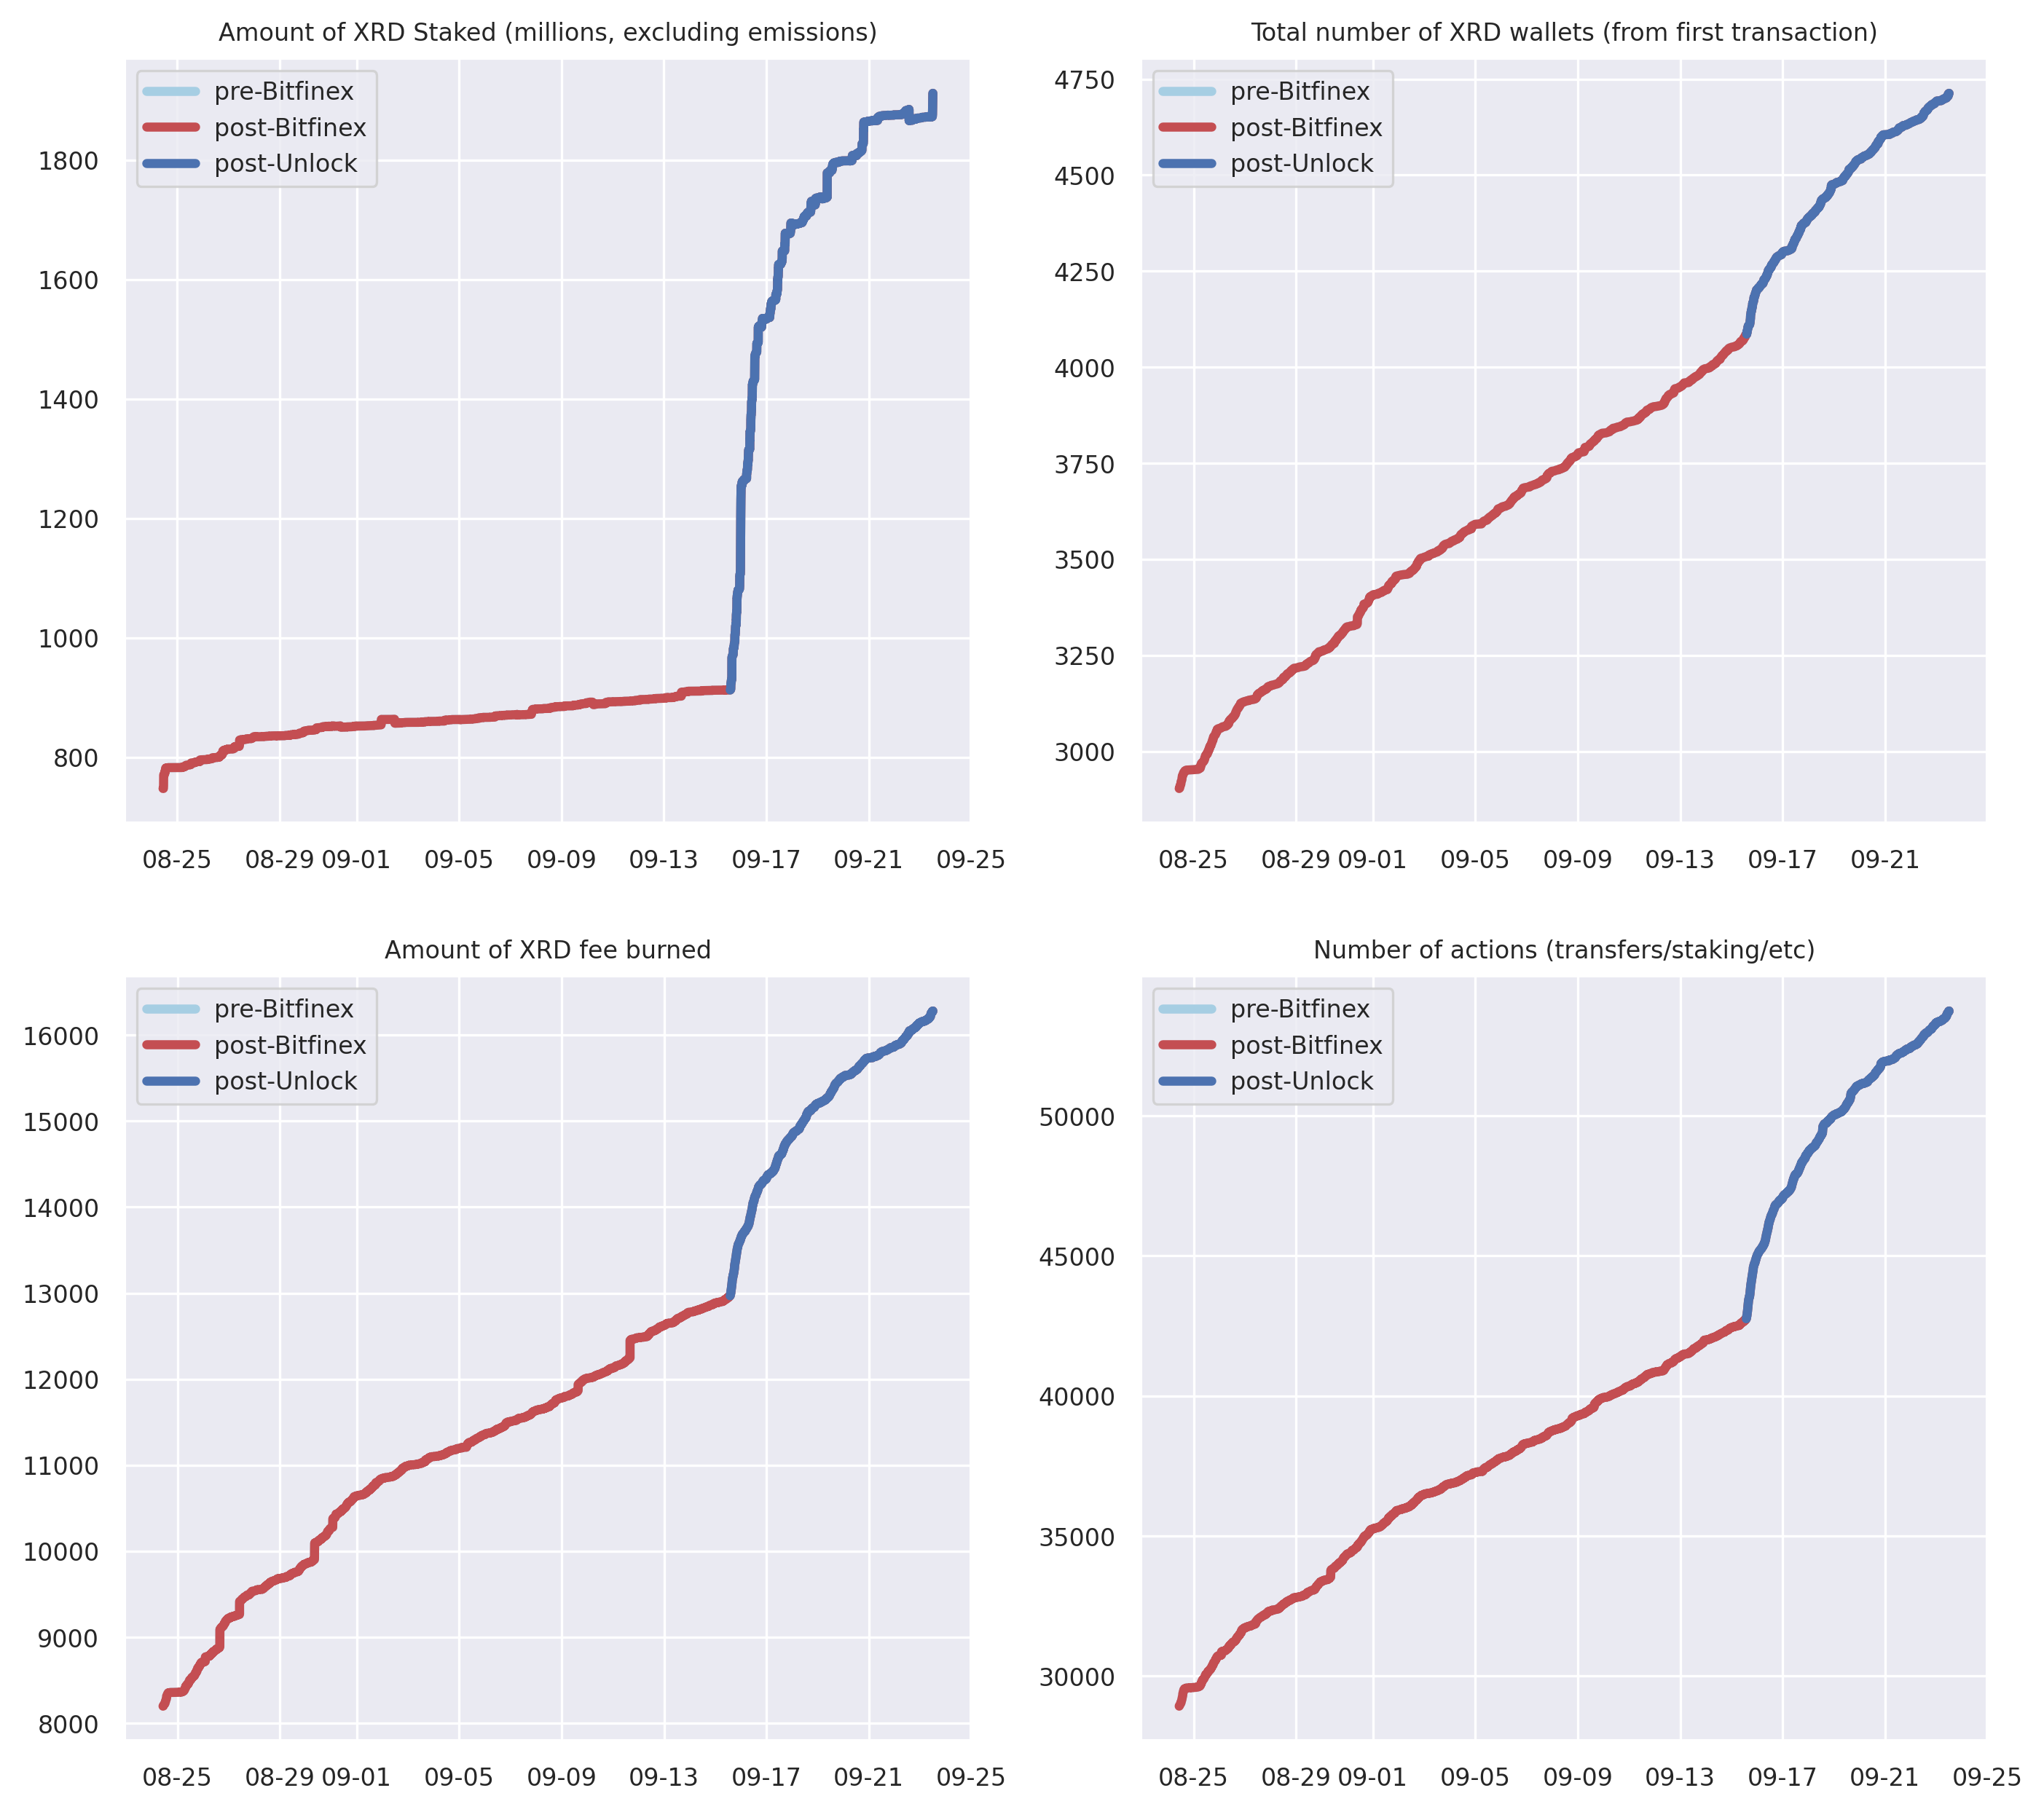 Amount of XRD Staked (millions, excluding emissions)
pre-Bitfinex
post-Bitfinex
post-Unlock
1800
1600
1400
1200
1000
800
08-25 08-29 09-01 09-05 09-09 09-13 09-17 09-21 09-25
Total number of XRD wallets (from first transaction)
pre-Bitfinex
post-Bitfinex
post-Unlock
4750
4500
4250
4000
3750
3500
3250
3000
08-25 08-29 09-01 09-05 09-09 09-13 09-17 09-21
Amount of XRD fee burned
pre-Bitfinex
post-Bitfinex
post-Unlock
16000
15000
14000
13000
12000
11000
10000
9000
8000
08-25 08-29 09-01 09-05 09-09 09-13 09-17 09-21 09-25
Number of actions (transfers/staking/etc)
pre-Bitfinex
post-Bitfinex
post-Unlock
50000
45000
40000
35000
30000
08-25 08-29 09-01 09-05 09-09 09-13 09-17 09-21 09-25